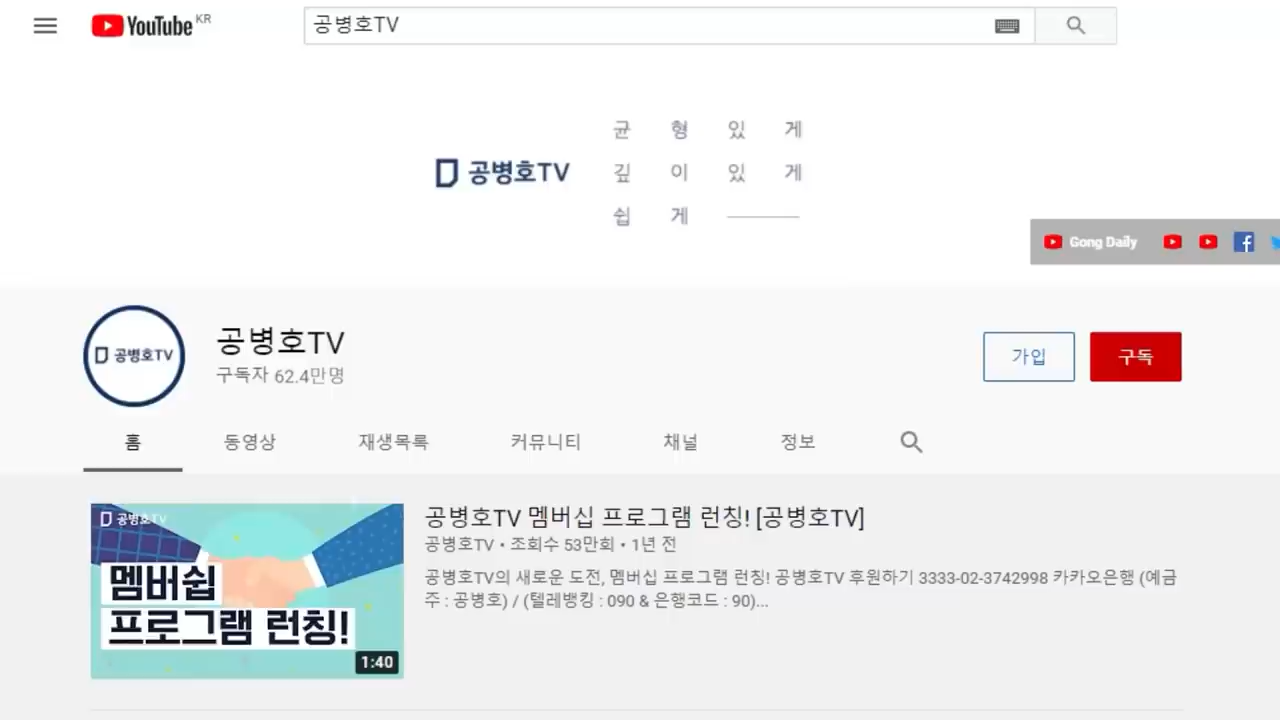 YouTube KR
공병호TV
균형있게
공병호TV
깊이있게
쉽게
Gong Daily
공병호TV
공병호TV
구독자 62.4만명
가입
구독
홈
동영상
재생목록
커뮤니티
채널
정보
공병호TV
멤버쉽
프로그램 런칭!
1:40
공병호TV 멤버십 프로그램 런칭! [공병호TV]
공병호TV • 조회수 53만회 • 1년 전
공병호TV의 새로운 도전, 멤버십 프로그램 런칭! 공병호TV 후원하기 3333-02-3742998 카카오은행 (예금
주 : 공병호) / (텔레뱅킹 : 090 & 은행코드 : 90)...